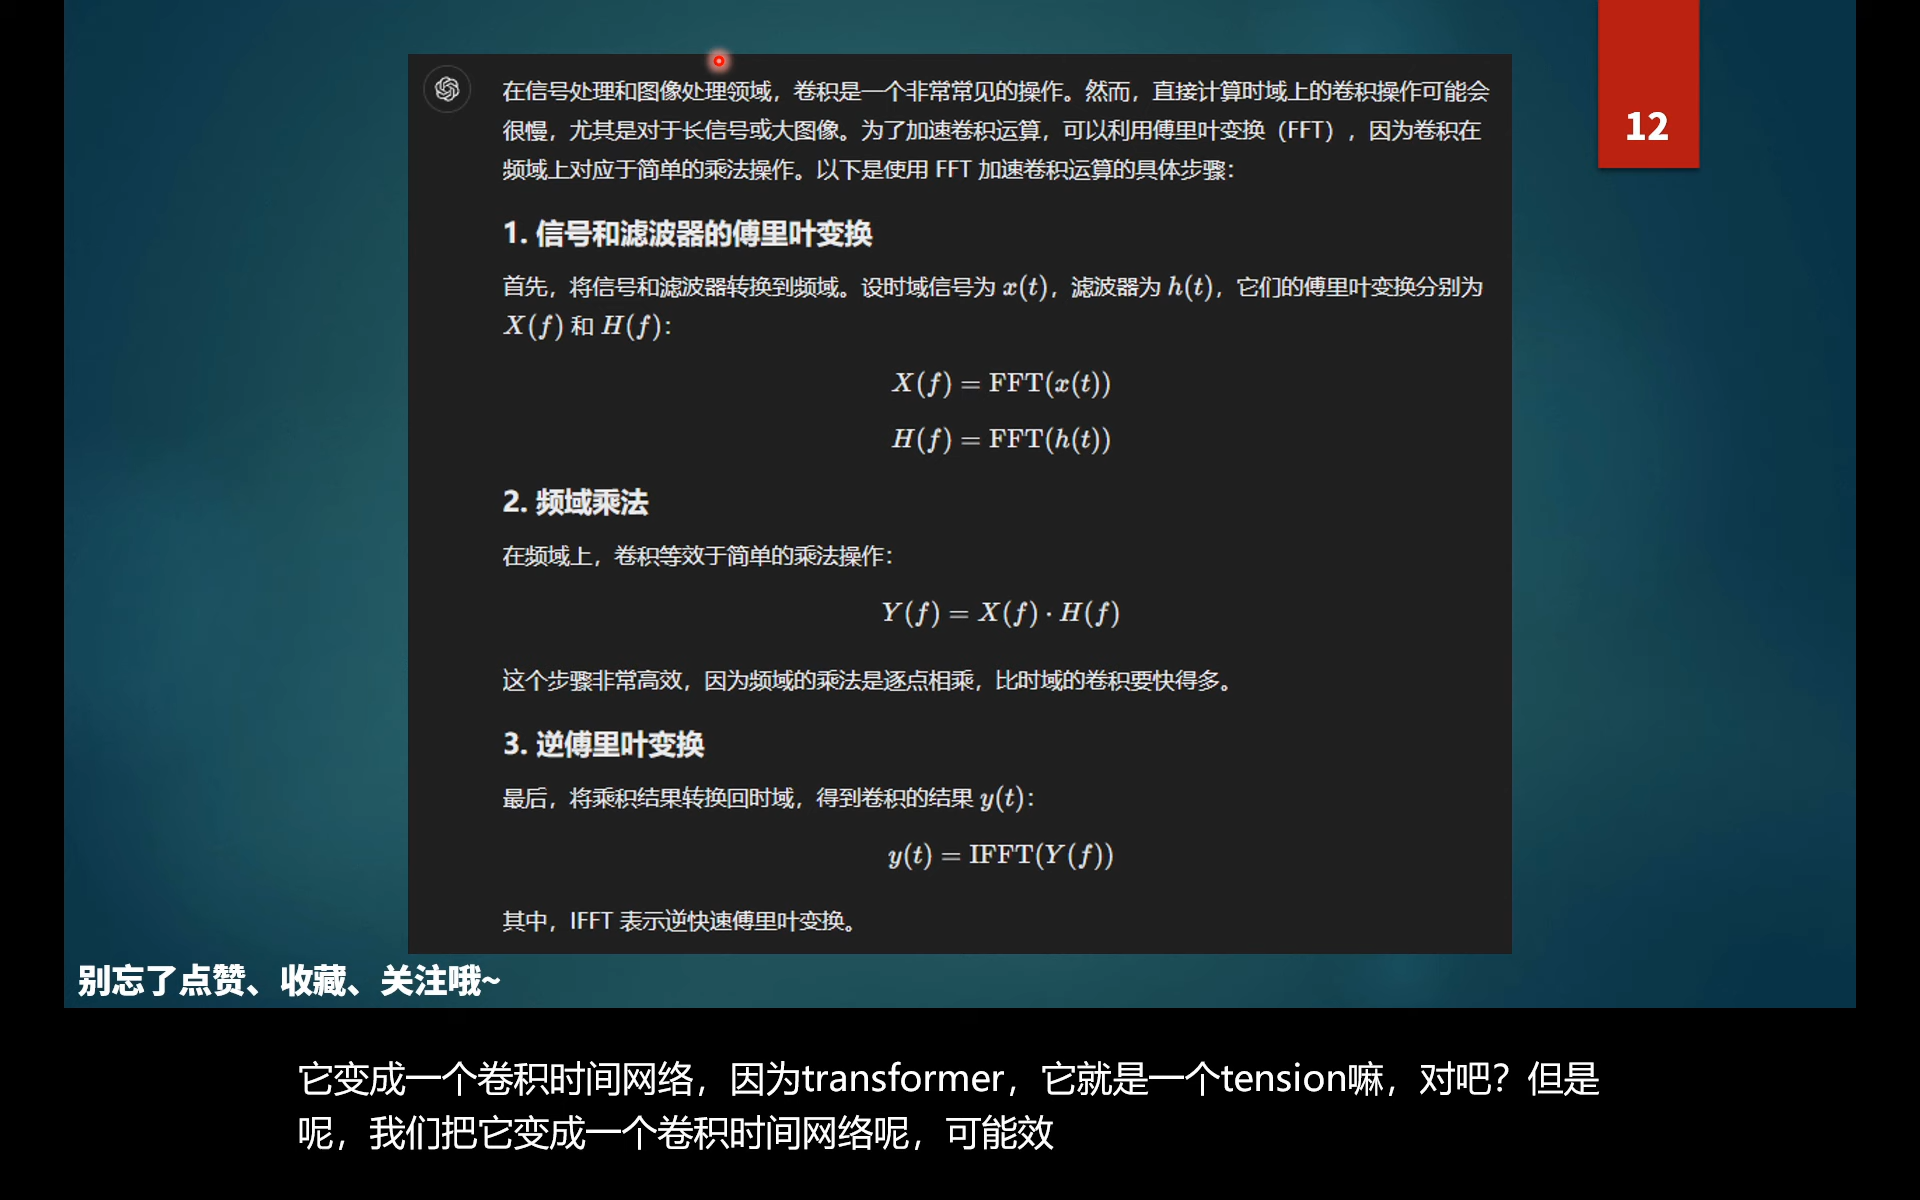 12
在信号处理和图像处理领域，卷积是一个非常常见的操作。然而，直接计算时域上的卷积操作可能会
很慢，尤其是对于长信号或大图像。为了加速卷积运算，可以利用傅里叶变换（FFT），因为卷积在
频域上对应于简单的乘法操作。以下是使用 FFT 加速卷积运算的具体步骤：
1. 信号和滤波器的傅里叶变换
首先，将信号和滤波器转换到频域。设时域信号为 x(t)，滤波器为 h(t)，它们的傅里叶变换分别为
X(f) 和 H(f)：
X(f) = FFT(x(t))
H(f) = FFT(h(t))
2. 频域乘法
在频域上，卷积等效于简单的乘法操作：
Y(f) = X(f) · H(f)
这个步骤非常高效，因为频域的乘法是逐点相乘，比时域的卷积要快得多。
3. 逆傅里叶变换
最后，将乘积结果转换回时域，得到卷积的结果 y(t)：
y(t) = IFFT(Y(f))
其中，IFFT 表示逆快速傅里叶变换。
别忘了点赞、收藏、关注哦~
它变成一个卷积时间网络，因为transformer，它就是一个tension嘛，对吧？但是
呢，我们把它变成一个卷积时间网络呢，可能效